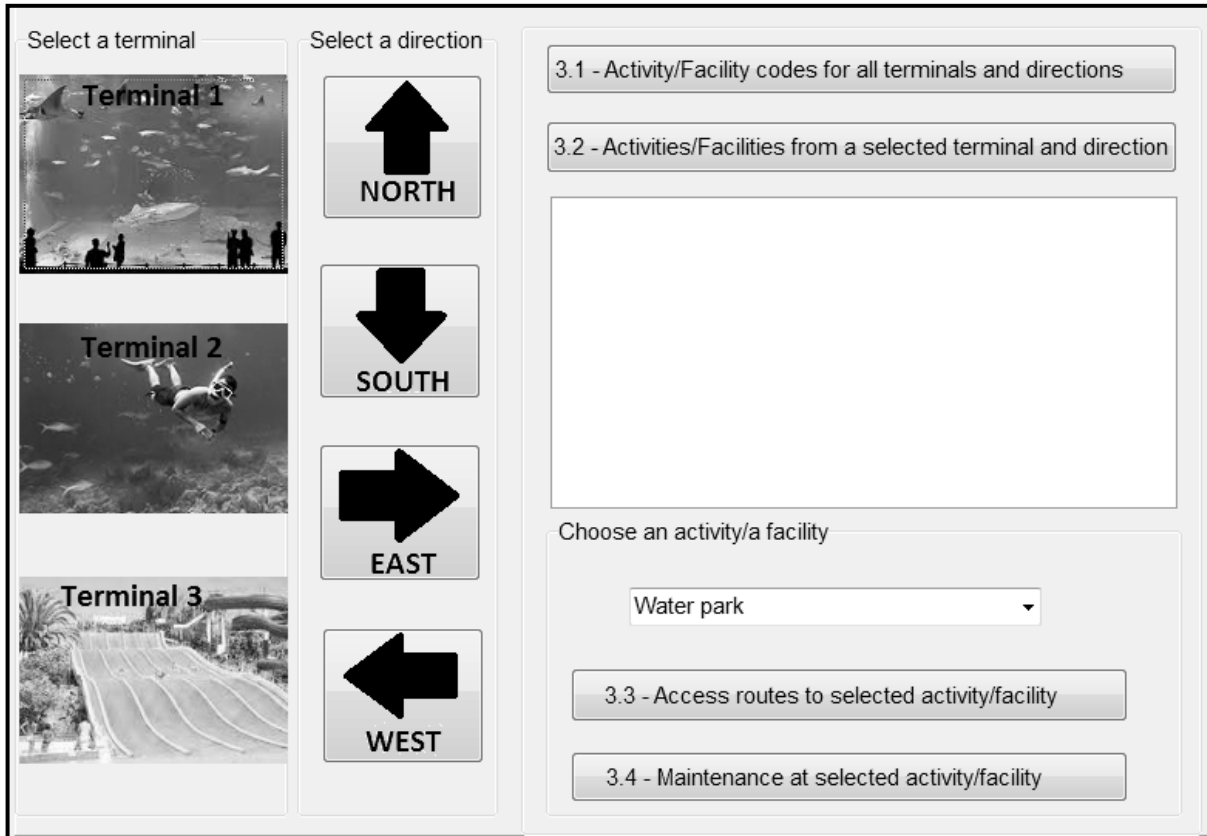 Select a terminal
Terminal 1
Terminal 2
Terminal 3
Select a direction
NORTH
SOUTH
EAST
WEST
3.1 - Activity/Facility codes for all terminals and directions
3.2 - Activities/Facilities from a selected terminal and direction
Choose an activity/a facility
Water park
3.3 - Access routes to selected activity/facility
3.4 - Maintenance at selected activity/facility